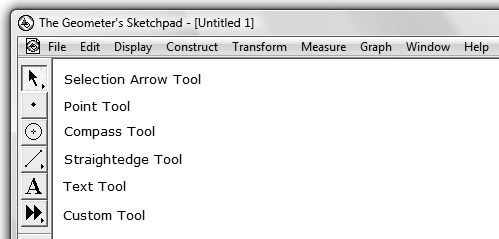 The Geometer's Sketchpad - [Untitled 1]
File Edit Display Construct Transform Measure Graph Window Help
Selection Arrow Tool
Point Tool
Compass Tool
Straightedge Tool
A Text Tool
Custom Tool